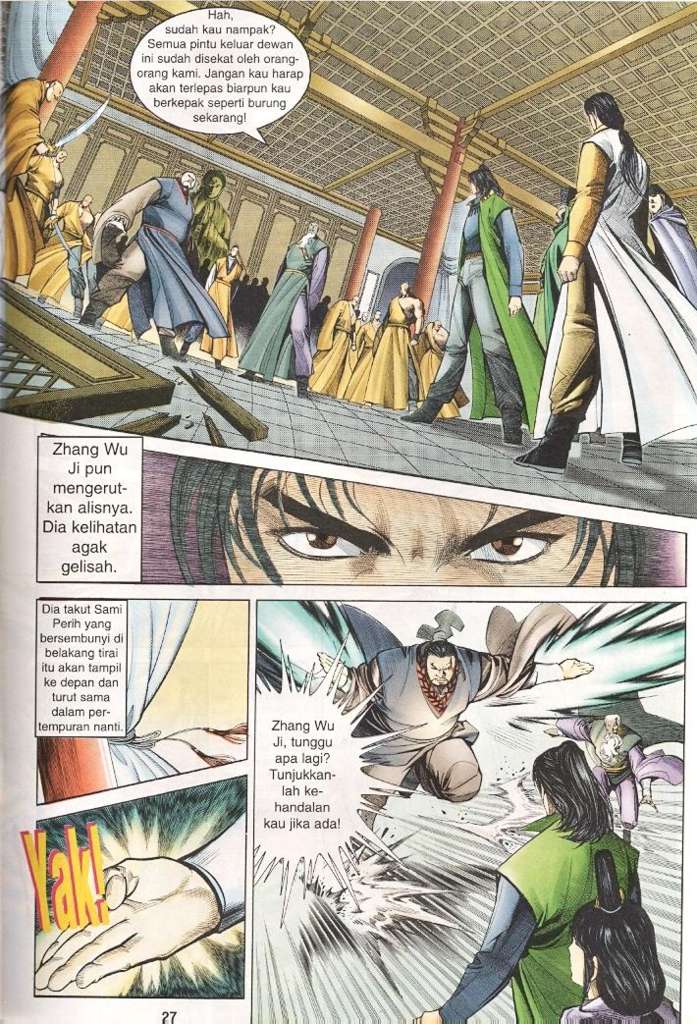 Hah,
sudah kau nampak?
Semua pintu keluar dewan
ini sudah disekat oleh orang-
orang kami. Jangan kau harap
akan terlepas biarpun kau
berkepak seperti burung
sekarang!
Zhang Wu
Ji pun
mengerut-
kan alisnya.
Dia kelihatan
agak
gelisah.
Dia takut Sami
Perih yang
bersembunyi di
belakang tirai
itu akan tampil
ke depan dan
turut sama
dalam per-
tempuran nanti.
Zhang Wu
Ji, tunggu
apa lagi?
Tunjukkan-
lah ke-
handalan
kau jika ada!
Yak!
27